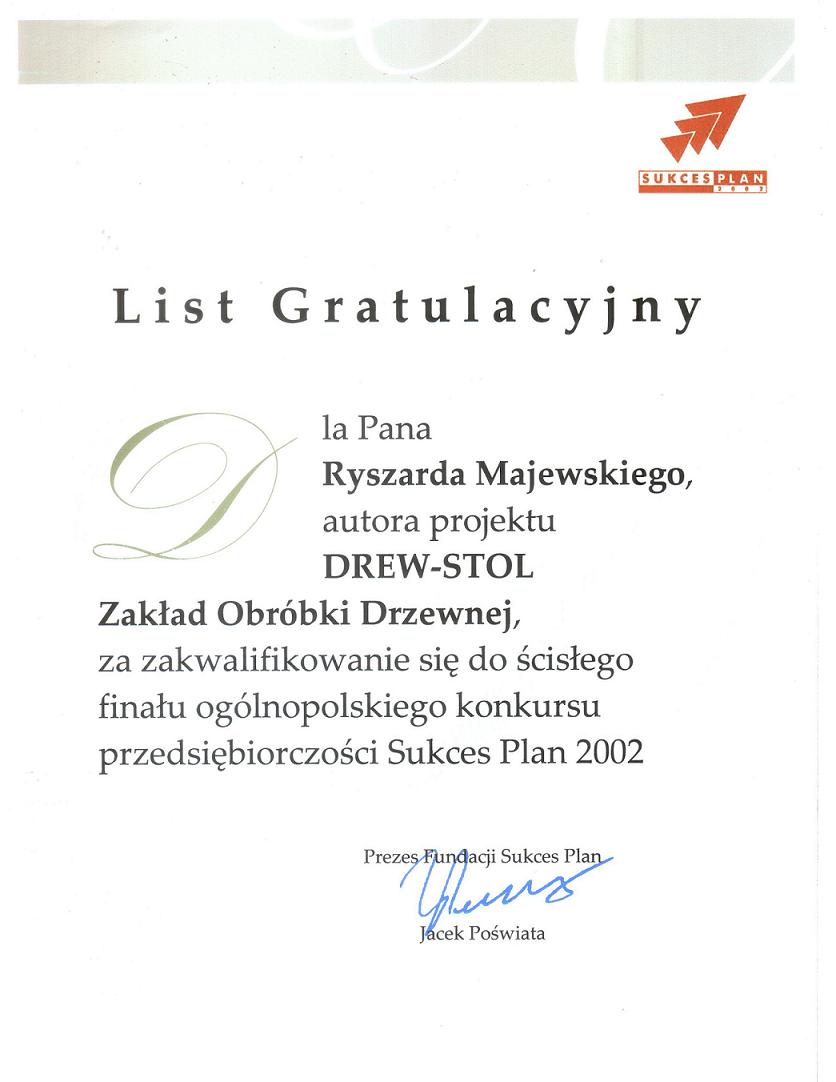 SUKCES PLAN
2002
List Gratulacyjny
Dla Pana
Ryszarda Majewskiego,
autora projektu
DREW-STOL
Zakład Obróbki Drzewnej,
za zakwalifikowanie się do ścisłego
finału ogólnopolskiego konkursu
przedsiębiorczości Sukces Plan 2002
Prezes Fundacji Sukces Plan
Jacek Poświata